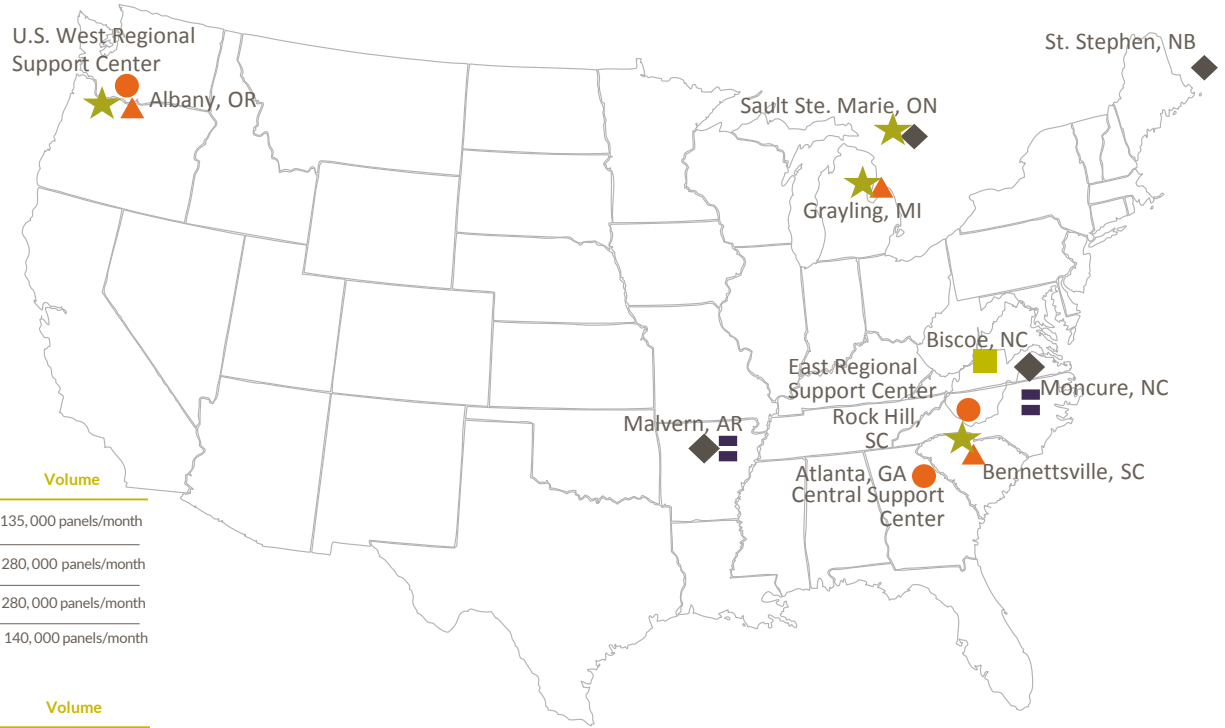 U.S. West Regional
Support Center
Albany, OR
St. Stephen, NB
Sault Ste. Marie, ON
Grayling, MI
Biscoe, NC
East Regional
Support Center
Moncure, NC
Rock Hill,
SC
Malvern, AR
Bennettsville, SC
Atlanta, GA
Central Support
Center
Volume
135,000 panels/month
280,000 panels/month
280,000 panels/month
140,000 panels/month
Volume